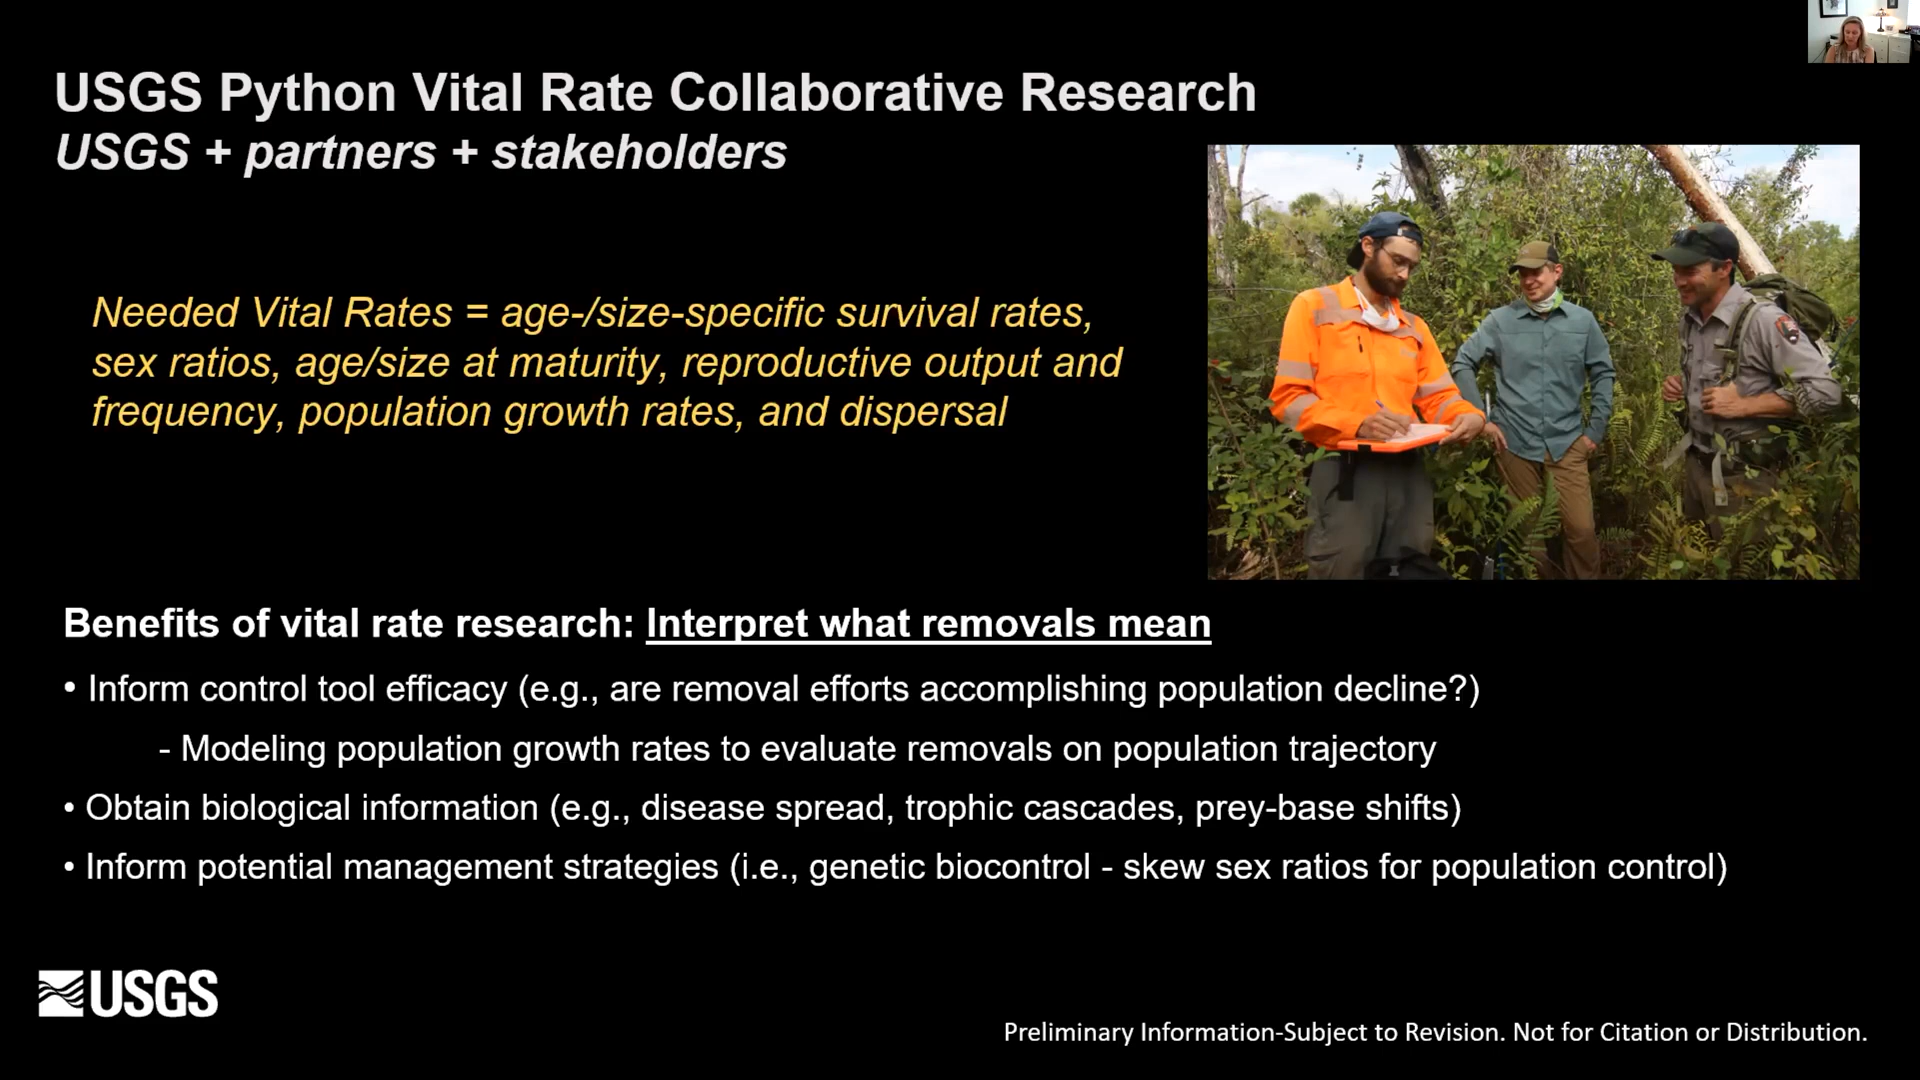 USGS Python Vital Rate Collaborative Research
USGS + partners + stakeholders
Needed Vital Rates = age-/size-specific survival rates,
sex ratios, age/size at maturity, reproductive output and
frequency, population growth rates, and dispersal
Benefits of vital rate research: Interpret what removals mean
• Inform control tool efficacy (e.g., are removal efforts accomplishing population decline?)
- Modeling population growth rates to evaluate removals on population trajectory
• Obtain biological information (e.g., disease spread, trophic cascades, prey-base shifts)
• Inform potential management strategies (i.e., genetic biocontrol - skew sex ratios for population control)
USGS
Preliminary Information-Subject to Revision. Not for Citation or Distribution.